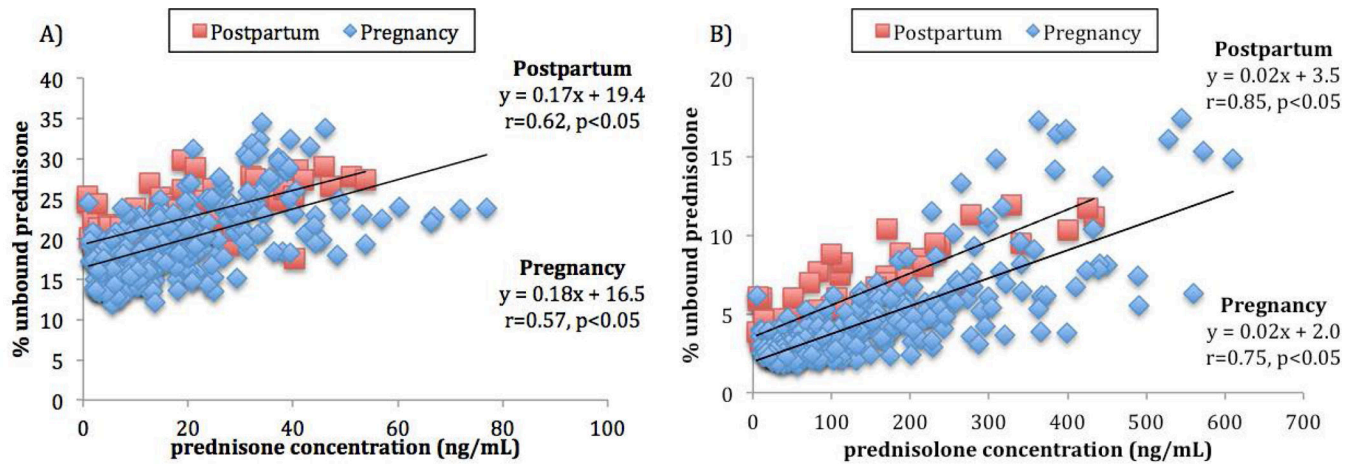 A)
Postpartum Pregnancy
% unbound prednisone
40
35
30
25
20
15
10
5
0
0 20 40 60 80 100
prednisone concentration (ng/mL)
Postpartum
y = 0.17x + 19.4
r=0.62, p<0.05
Pregnancy
y = 0.18x + 16.5
r=0.57, p<0.05
B)
Postpartum Pregnancy
% unbound prednisolone
20
15
10
5
0
0 100 200 300 400 500 600 700
prednisolone concentration (ng/mL)
Postpartum
y = 0.02x + 3.5
r=0.85, p<0.05
Pregnancy
y = 0.02x + 2.0
r=0.75, p<0.05